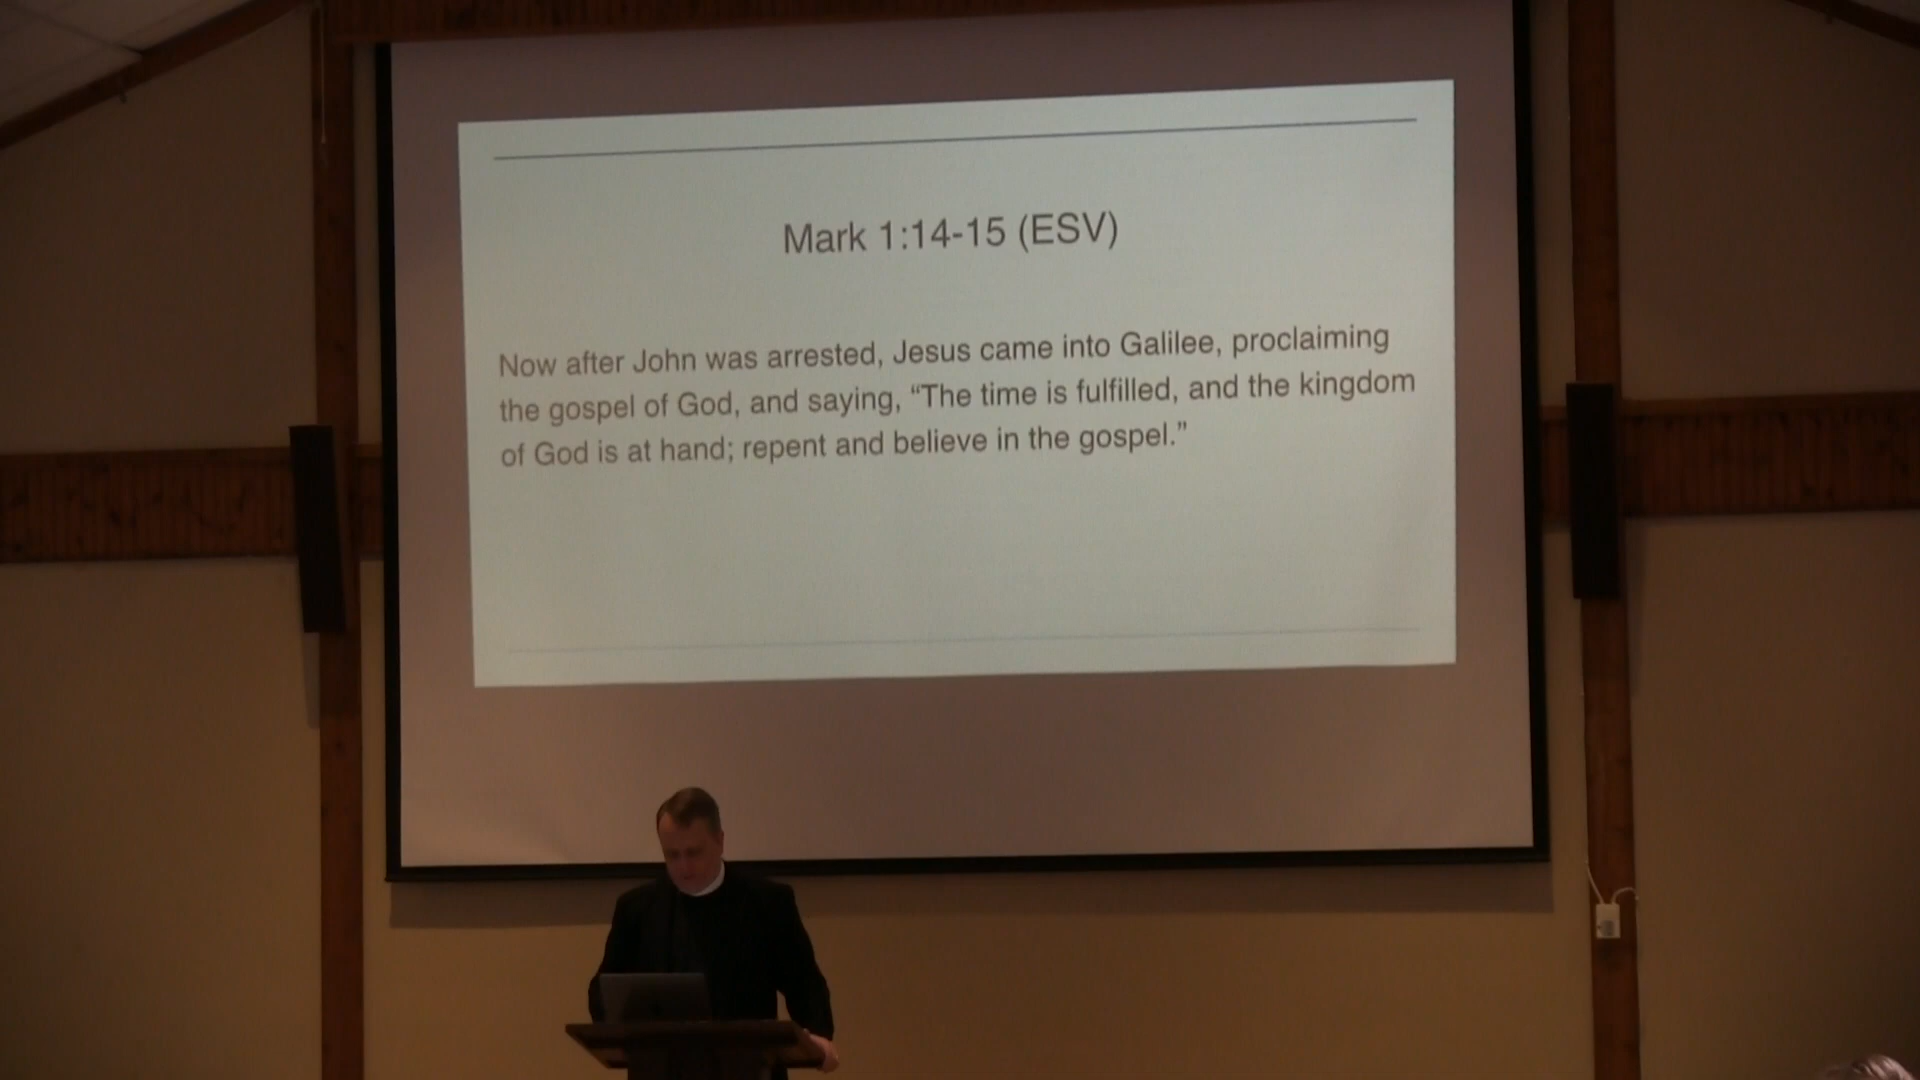 Mark 1:14-15 (ESV)
Now after John was arrested, Jesus came into Galilee, proclaiming
the gospel of God, and saying, “The time is fulfilled, and the kingdom
of God is at hand; repent and believe in the gospel.”